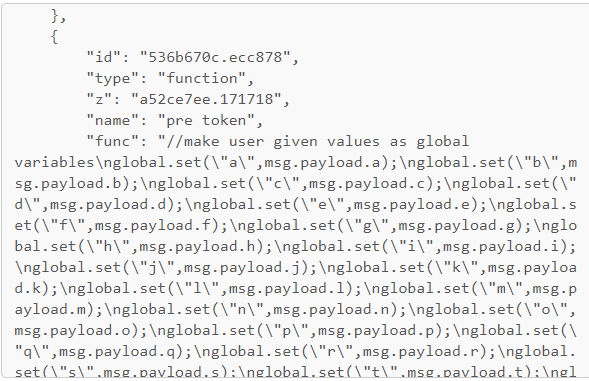 },
{
"id": "536b670c.ecc878",
"type": "function",
"z": "a52ce7ee.171718",
"name": "pre token",
"func": "//make user given values as global
variables\nglobal.set(\"a\",msg.payload.a);\nglobal.set(\"b\",m
sg.payload.b);\nglobal.set(\"c\",msg.payload.c);\nglobal.set(\"
d\",msg.payload.d);\nglobal.set(\"e\",msg.payload.e);\nglobal.s
et(\"f\",msg.payload.f);\nglobal.set(\"g\",msg.payload.g);\nglo
bal.set(\"h\",msg.payload.h);\nglobal.set(\"i\",msg.payload.i);
\nglobal.set(\"j\",msg.payload.j);\nglobal.set(\"k\",msg.payloa
d.k);\nglobal.set(\"l\",msg.payload.l);\nglobal.set(\"m\",msg.p
ayload.m);\nglobal.set(\"n\",msg.payload.n);\nglobal.set(\"o\",
msg.payload.o);\nglobal.set(\"p\",msg.payload.p);\nglobal.set(\
"q\",msg.payload.q);\nglobal.set(\"r\",msg.payload.r);\nglobal.
set(\"s\",msg.payload.s);\nglobal.set(\"t\",msg.payload.t);\ngl